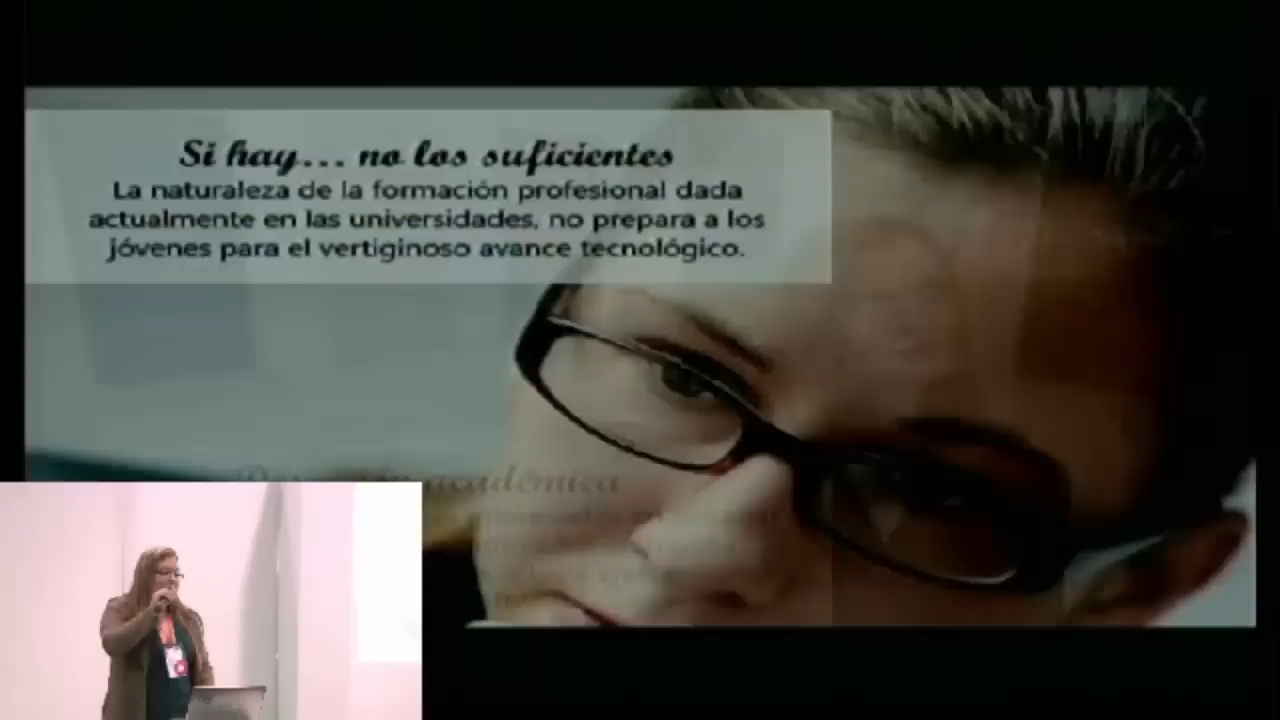 Si hay... no los suficientes
La naturaleza de la formación profesional dada
actualmente en las universidades, no prepara a los
jóvenes para el vertiginoso avance tecnológico.
académica